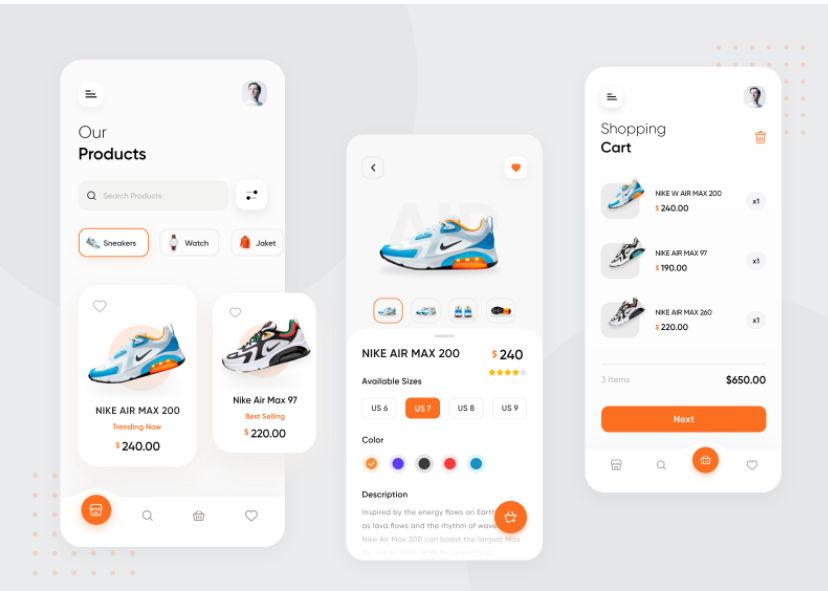 Our
Products
Search Products
Sneakers
Watch
Jaket
NIKE AIR MAX 200
Trending Now
$ 240.00
Nike Air Max 97
Best Selling
$ 220.00
AIR
NIKE AIR MAX 200
$ 240
Available Sizes
US 6
US 7
US 8
US 9
Color
Description
Inspired by the energy flows on Earth
as lava flows and the rhythm of wave
Nike Air Max 200 can boost the largest Max
Shopping
Cart
NIKE W AIR MAX 200
$ 240.00
x1
NIKE AIR MAX 97
$ 190.00
x1
NIKE AIR MAX 260
$ 220.00
x1
3 Items
$650.00
Next